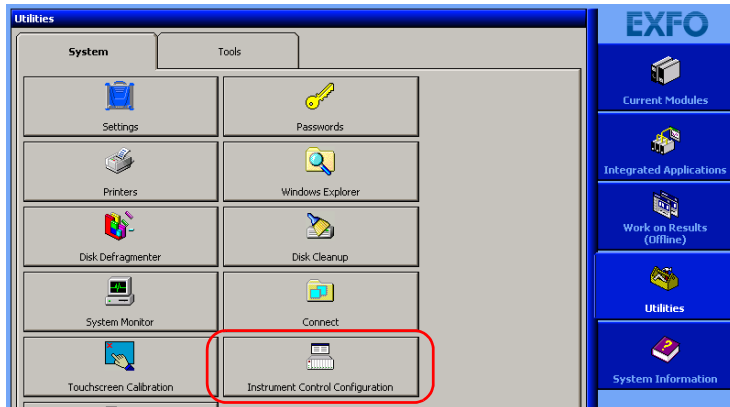 Utilities
System
Tools
Settings
Passwords
Printers
Windows Explorer
Disk Defragmenter
Disk Cleanup
System Monitor
Connect
Touchscreen Calibration
Instrument Control Configuration
EXFO
Current Modules
Integrated Applications
Work on Results
(Offline)
Utilities
System Information